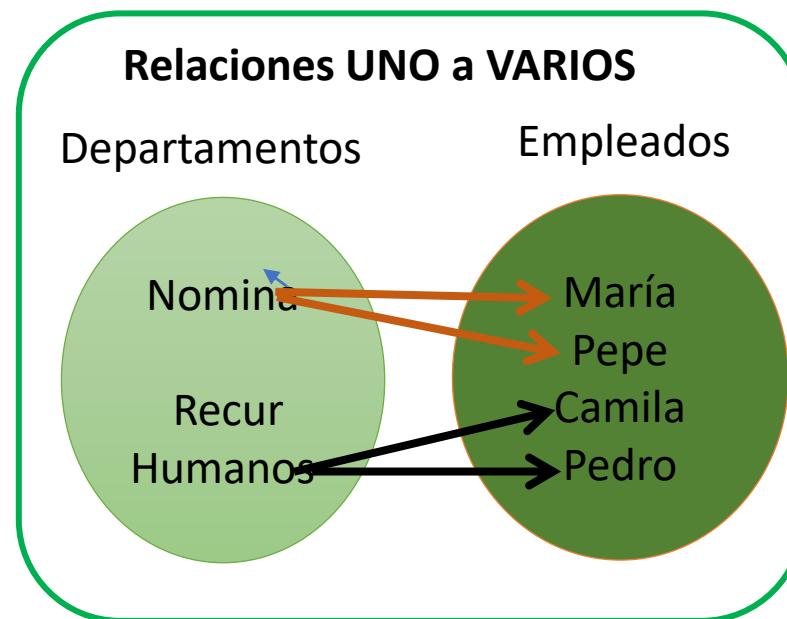 Relaciones UNO a VARIOS
Departamentos
Empleados
Nomina
Recur
Humanos
María
Pepe
Camila
Pedro